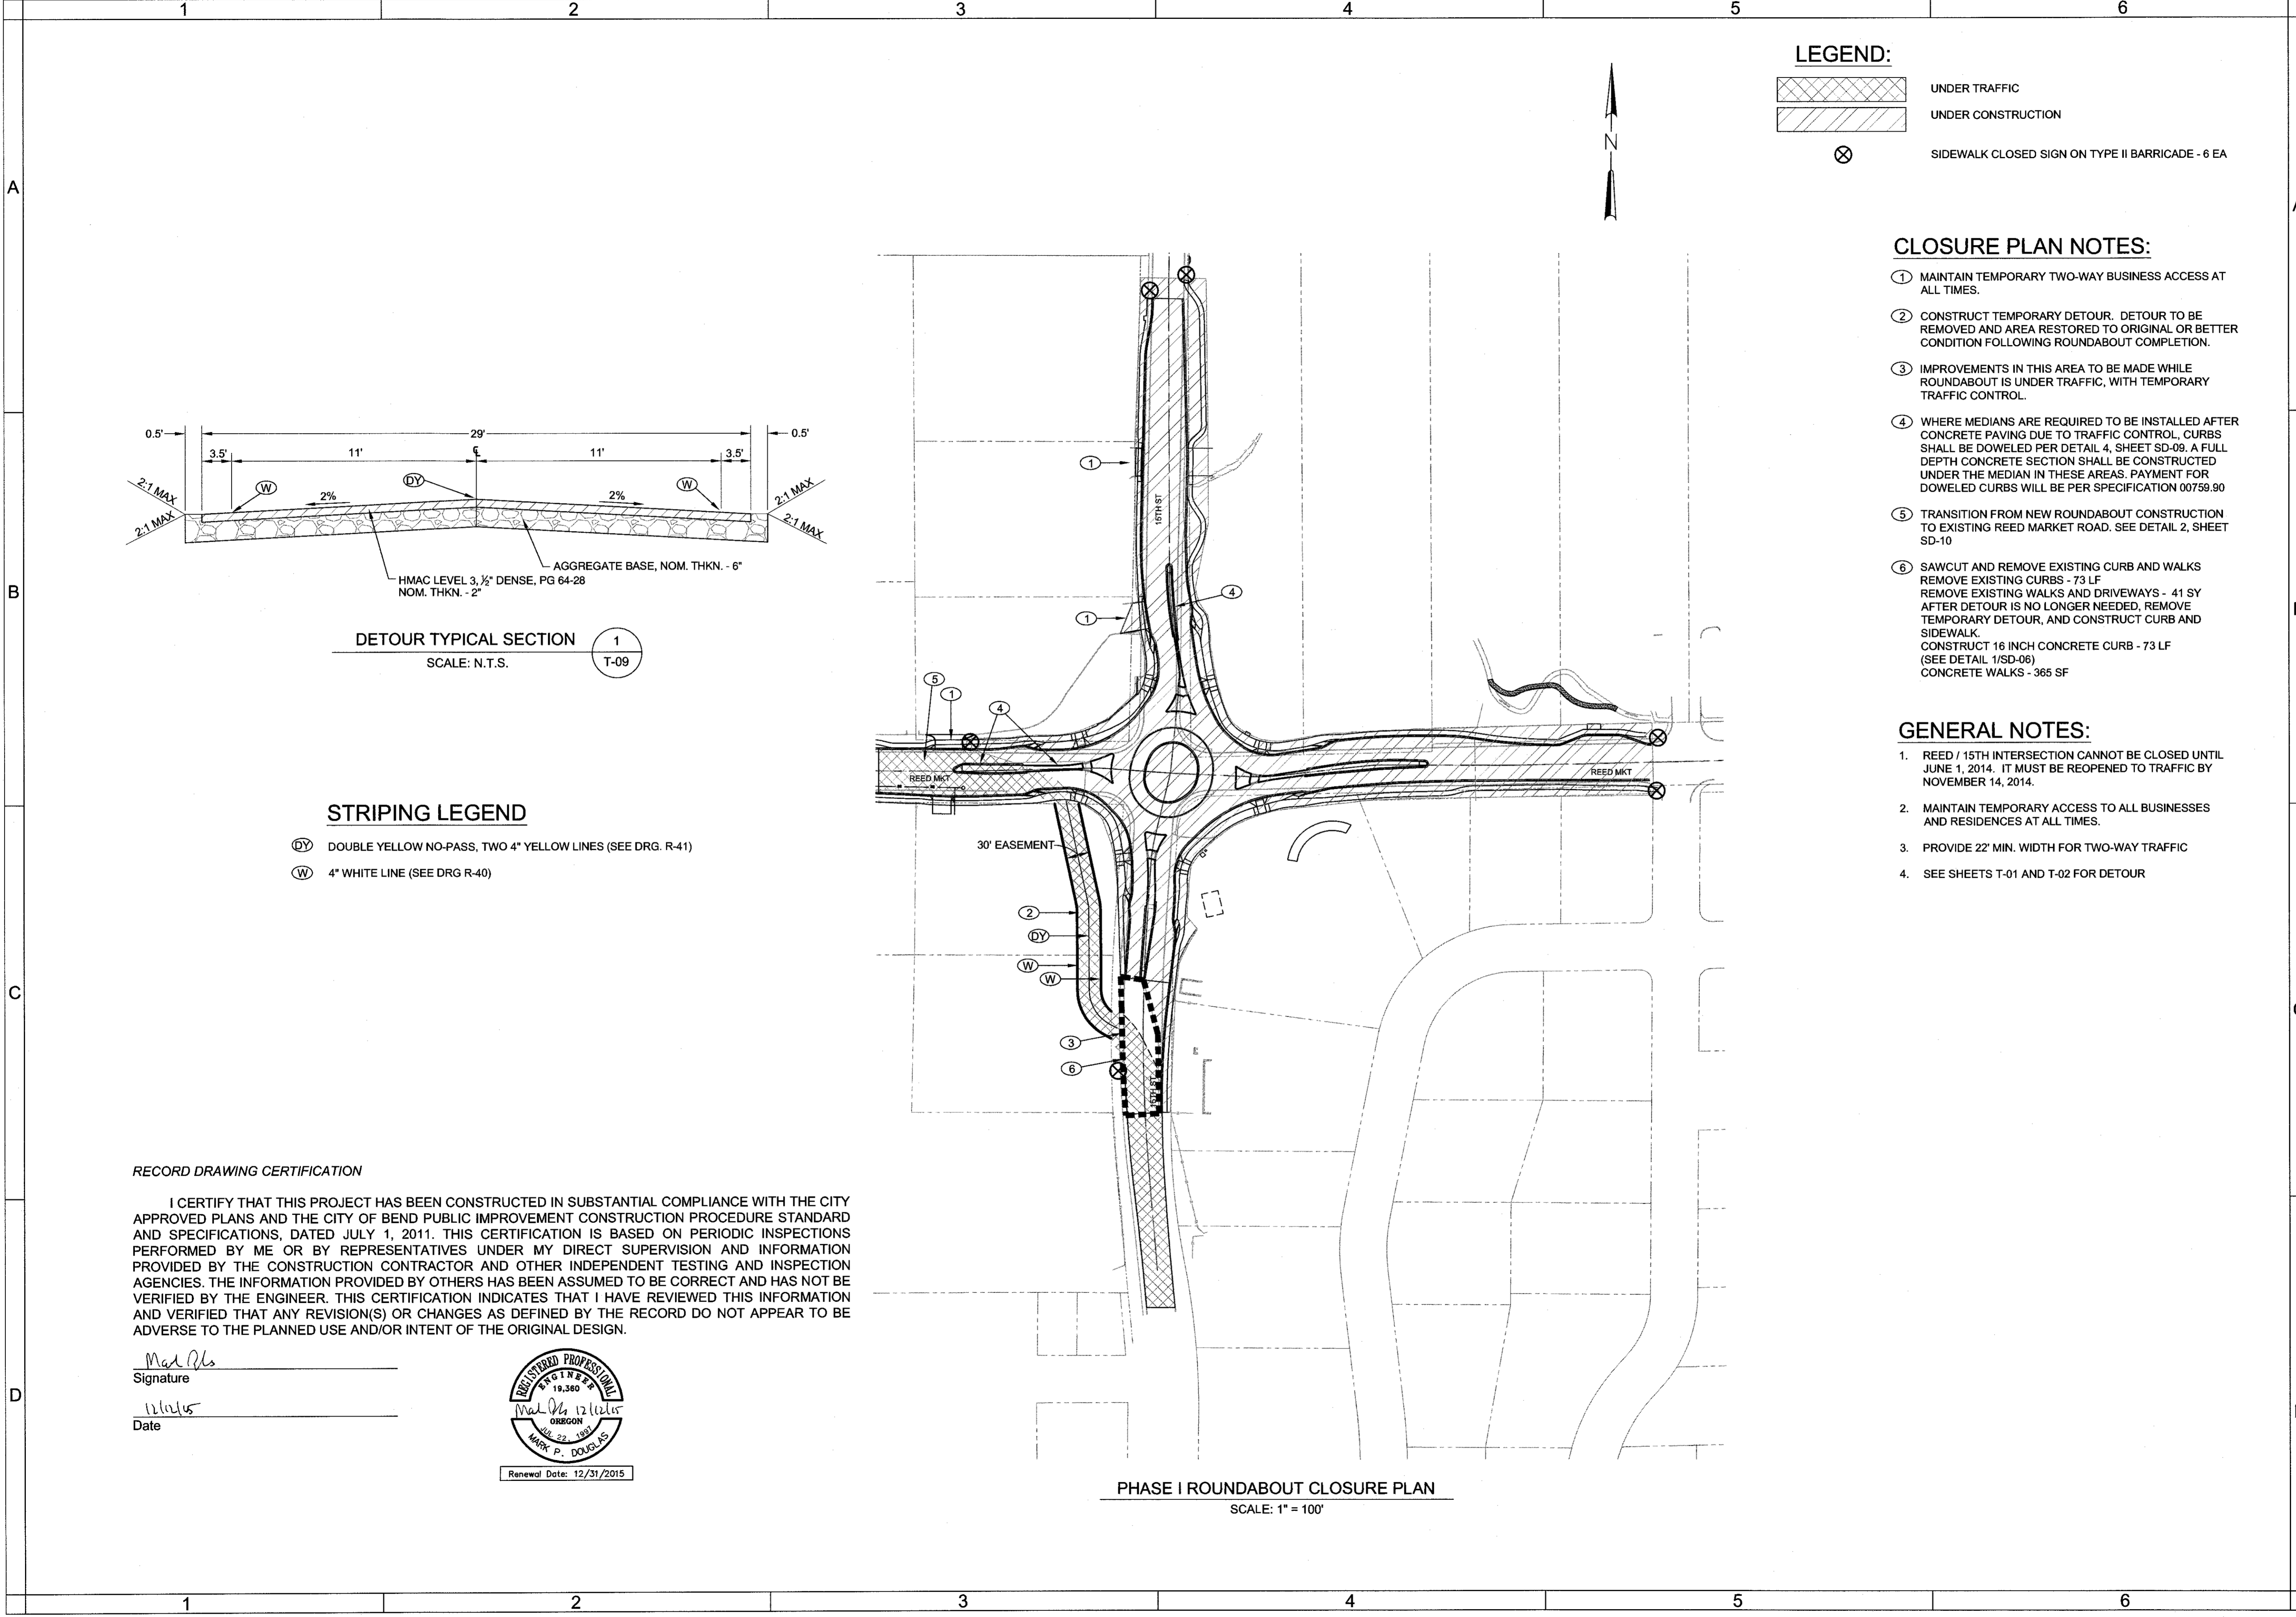 1 2 3 4 5 6
A
B
C
D
LEGEND:
UNDER TRAFFIC
UNDER CONSTRUCTION
SIDEWALK CLOSED SIGN ON TYPE II BARRICADE - 6 EA
N
CLOSURE PLAN NOTES:
1 MAINTAIN TEMPORARY TWO-WAY BUSINESS ACCESS AT
ALL TIMES.
2 CONSTRUCT TEMPORARY DETOUR. DETOUR TO BE
REMOVED AND AREA RESTORED TO ORIGINAL OR BETTER
CONDITION FOLLOWING ROUNDABOUT COMPLETION.
3 IMPROVEMENTS IN THIS AREA TO BE MADE WHILE
ROUNDABOUT IS UNDER TRAFFIC, WITH TEMPORARY
TRAFFIC CONTROL.
4 WHERE MEDIANS ARE REQUIRED TO BE INSTALLED AFTER
CONCRETE PAVING DUE TO TRAFFIC CONTROL, CURBS
SHALL BE DOWELED PER DETAIL 4, SHEET SD-09. A FULL
DEPTH CONCRETE SECTION SHALL BE CONSTRUCTED
UNDER THE MEDIAN IN THESE AREAS. PAYMENT FOR
DOWELED CURBS WILL BE PER SPECIFICATION 00759.90
5 TRANSITION FROM NEW ROUNDABOUT CONSTRUCTION
TO EXISTING REED MARKET ROAD. SEE DETAIL 2, SHEET
SD-10
6 SAWCUT AND REMOVE EXISTING CURB AND WALKS
REMOVE EXISTING CURBS - 73 LF
REMOVE EXISTING WALKS AND DRIVEWAYS - 41 SY
AFTER DETOUR IS NO LONGER NEEDED, REMOVE
TEMPORARY DETOUR, AND CONSTRUCT CURB AND
SIDEWALK.
CONSTRUCT 16 INCH CONCRETE CURB - 73 LF
(SEE DETAIL 1/SD-06)
CONCRETE WALKS - 365 SF
GENERAL NOTES:
1. REED / 15TH INTERSECTION CANNOT BE CLOSED UNTIL
JUNE 1, 2014. IT MUST BE REOPENED TO TRAFFIC BY
NOVEMBER 14, 2014.
2. MAINTAIN TEMPORARY ACCESS TO ALL BUSINESSES
AND RESIDENCES AT ALL TIMES.
3. PROVIDE 22' MIN. WIDTH FOR TWO-WAY TRAFFIC
4. SEE SHEETS T-01 AND T-02 FOR DETOUR
0.5' 29' 0.5'
3.5' 11' ℄ 11' 3.5'
W DY W
2% 2%
2:1 MAX 2:1 MAX
2:1 MAX 2:1 MAX
AGGREGATE BASE, NOM. THKN. - 6"
HMAC LEVEL 3, ½" DENSE, PG 64-28
NOM. THKN. - 2"
DETOUR TYPICAL SECTION 1
SCALE: N.T.S. T-09
STRIPING LEGEND
DY DOUBLE YELLOW NO-PASS, TWO 4" YELLOW LINES (SEE DRG. R-41)
W 4" WHITE LINE (SEE DRG R-40)
1
15TH ST
4
1
5
1
4
REED MKT
REED MKT
30' EASEMENT
2
DY
W
W
3
6
15TH ST
RECORD DRAWING CERTIFICATION
I CERTIFY THAT THIS PROJECT HAS BEEN CONSTRUCTED IN SUBSTANTIAL COMPLIANCE WITH THE CITY
APPROVED PLANS AND THE CITY OF BEND PUBLIC IMPROVEMENT CONSTRUCTION PROCEDURE STANDARD
AND SPECIFICATIONS, DATED JULY 1, 2011. THIS CERTIFICATION IS BASED ON PERIODIC INSPECTIONS
PERFORMED BY ME OR BY REPRESENTATIVES UNDER MY DIRECT SUPERVISION AND INFORMATION
PROVIDED BY THE CONSTRUCTION CONTRACTOR AND OTHER INDEPENDENT TESTING AND INSPECTION
AGENCIES. THE INFORMATION PROVIDED BY OTHERS HAS BEEN ASSUMED TO BE CORRECT AND HAS NOT BE
VERIFIED BY THE ENGINEER. THIS CERTIFICATION INDICATES THAT I HAVE REVIEWED THIS INFORMATION
AND VERIFIED THAT ANY REVISION(S) OR CHANGES AS DEFINED BY THE RECORD DO NOT APPEAR TO BE
ADVERSE TO THE PLANNED USE AND/OR INTENT OF THE ORIGINAL DESIGN.
Signature
12/12/15
Date
REGISTERED PROFESSIONAL
ENGINEER
19,360
12/12/15
OREGON
JUL 22, 1997
MARK P. DOUGLAS
Renewal Date: 12/31/2015
PHASE I ROUNDABOUT CLOSURE PLAN
SCALE: 1" = 100'
1 2 3 4 5 6